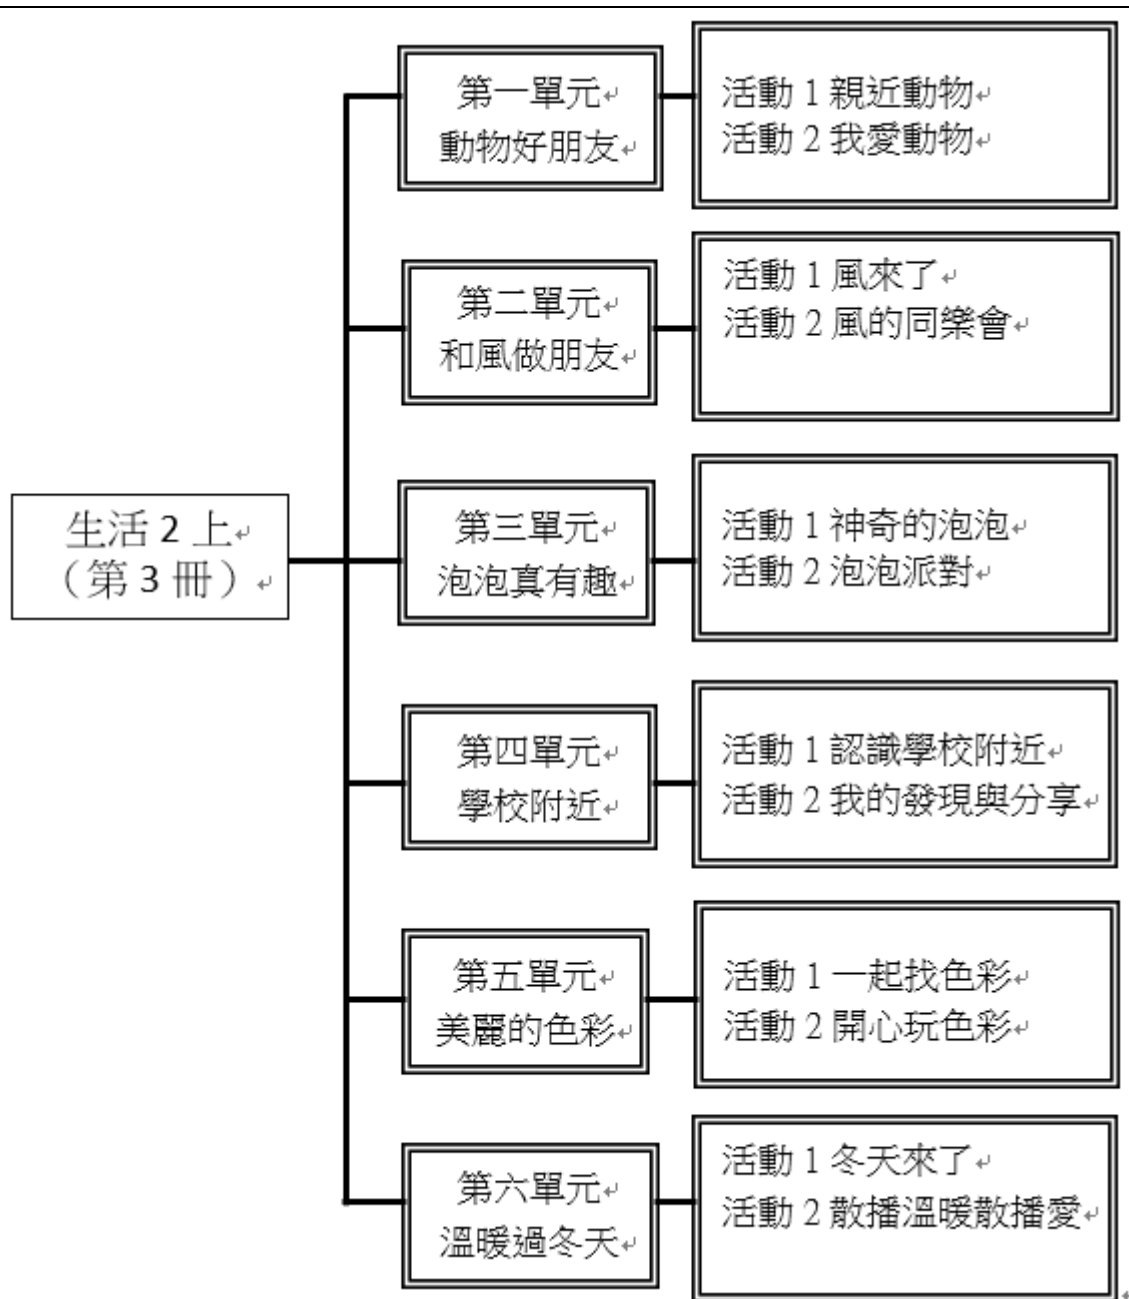 生活 2 上
（第 3 冊）
第一單元
動物好朋友
活動 1 親近動物
活動 2 我愛動物
第二單元
和風做朋友
活動 1 風來了
活動 2 風的同樂會
第三單元
泡泡真有趣
活動 1 神奇的泡泡
活動 2 泡泡派對
第四單元
學校附近
活動 1 認識學校附近
活動 2 我的發現與分享
第五單元
美麗的色彩
活動 1 一起找色彩
活動 2 開心玩色彩
第六單元
溫暖過冬天
活動 1 冬天來了
活動 2 散播溫暖散播愛